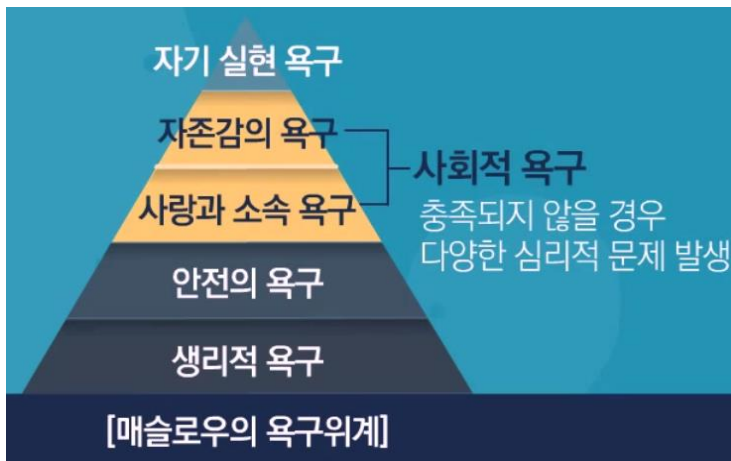 자기 실현 욕구
자존감의 욕구
사랑과 소속 욕구
사회적 욕구
충족되지 않을 경우
다양한 심리적 문제 발생
안전의 욕구
생리적 욕구
[매슬로우의 욕구위계]